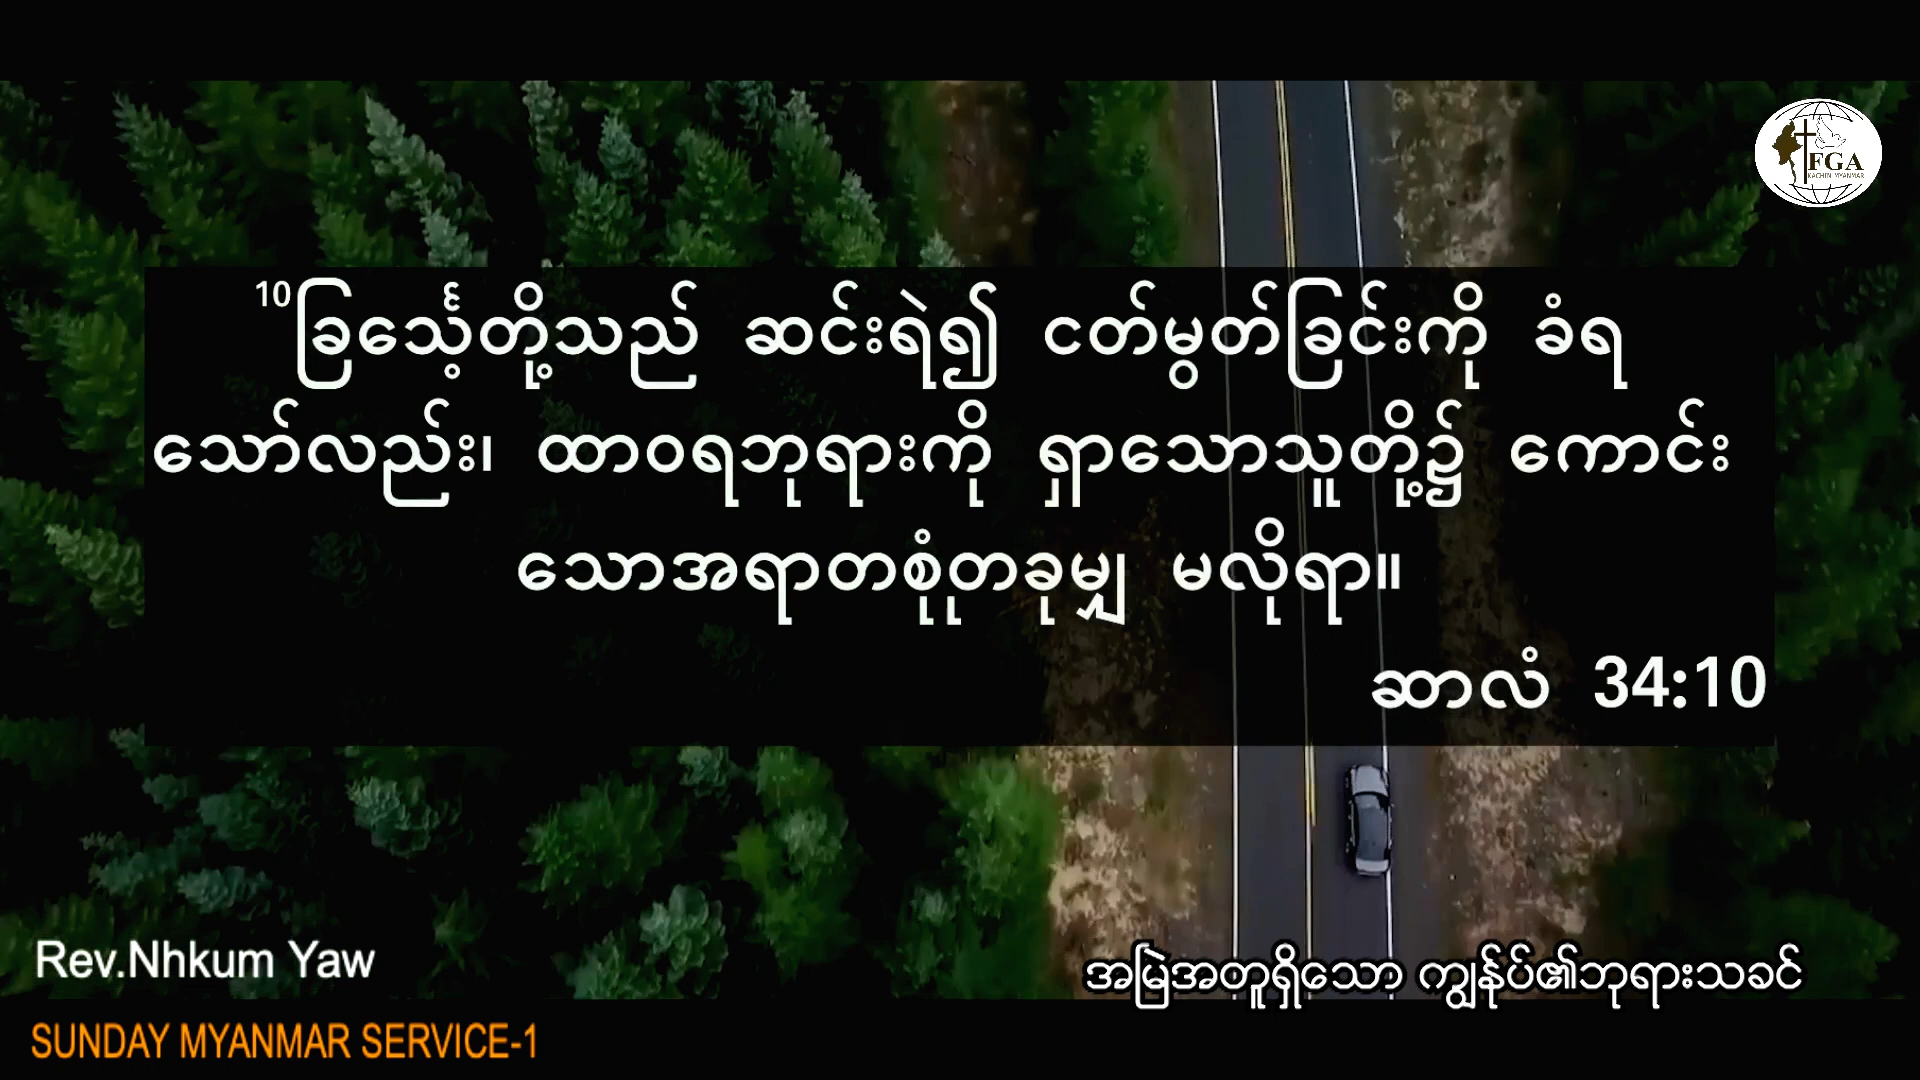 FGA
KACHIN MYANMAR
10ခြင်္သေ့တို့သည် ဆင်းရဲ၍ ငတ်မွတ်ခြင်းကို ခံရ
သော်လည်း၊ ထာဝရဘုရားကို ရှာသောသူတို့၌ ကောင်း
သောအရာတစုံတခုမျှ မလိုရာ။
ဆာလံ 34:10
Rev.Nhkum Yaw
အမြဲအတူရှိသော ကျွန်ုပ်၏ဘုရားသခင်
SUNDAY MYANMAR SERVICE-1